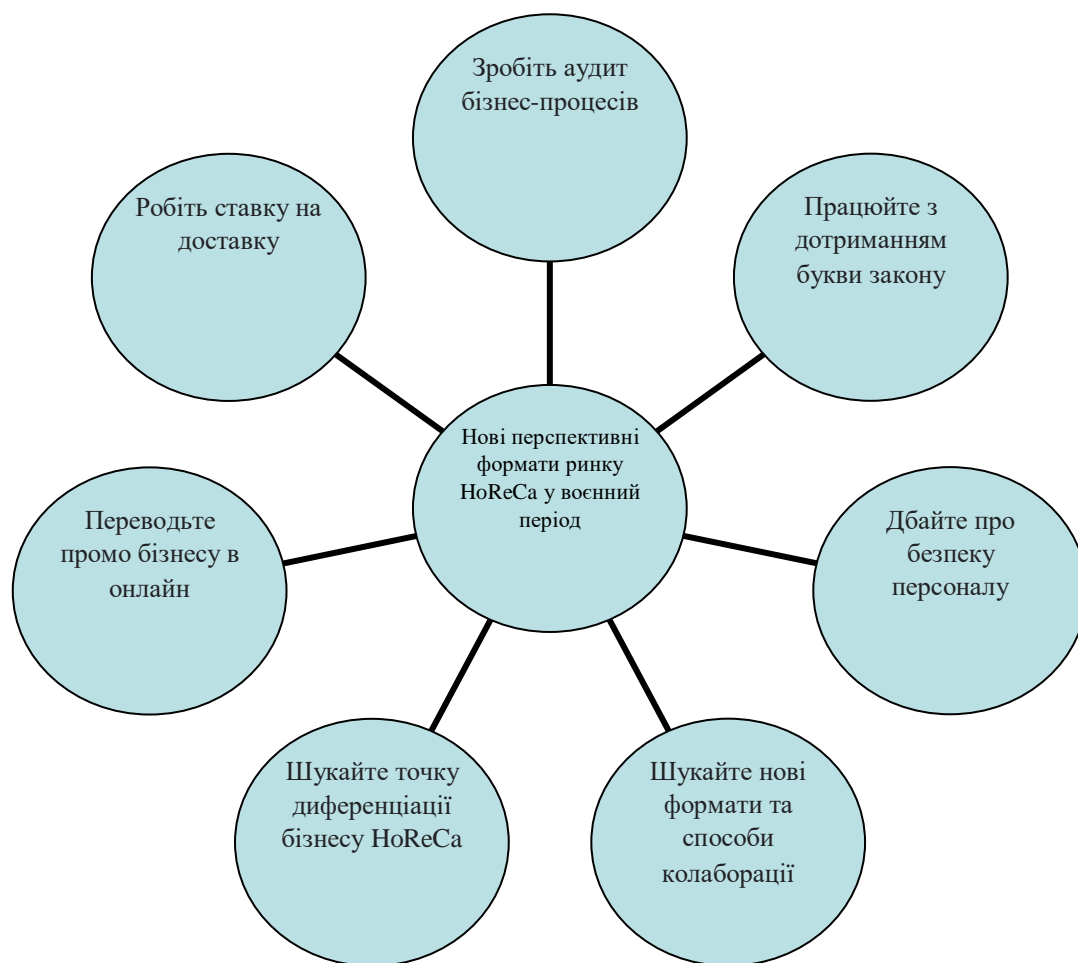 Зробіть аудит
бізнес-процесів
Працюйте з
дотриманням
букви закону
Дбайте про
безпеку
персоналу
Шукайте нові
формати та
способи
колаборації
Шукайте точку
диференціації
бізнесу HoReCa
Переводьте
промо бізнесу в
онлайн
Робіть ставку на
доставку
Нові перспективні
формати ринку
HoReCa у воєнний
період